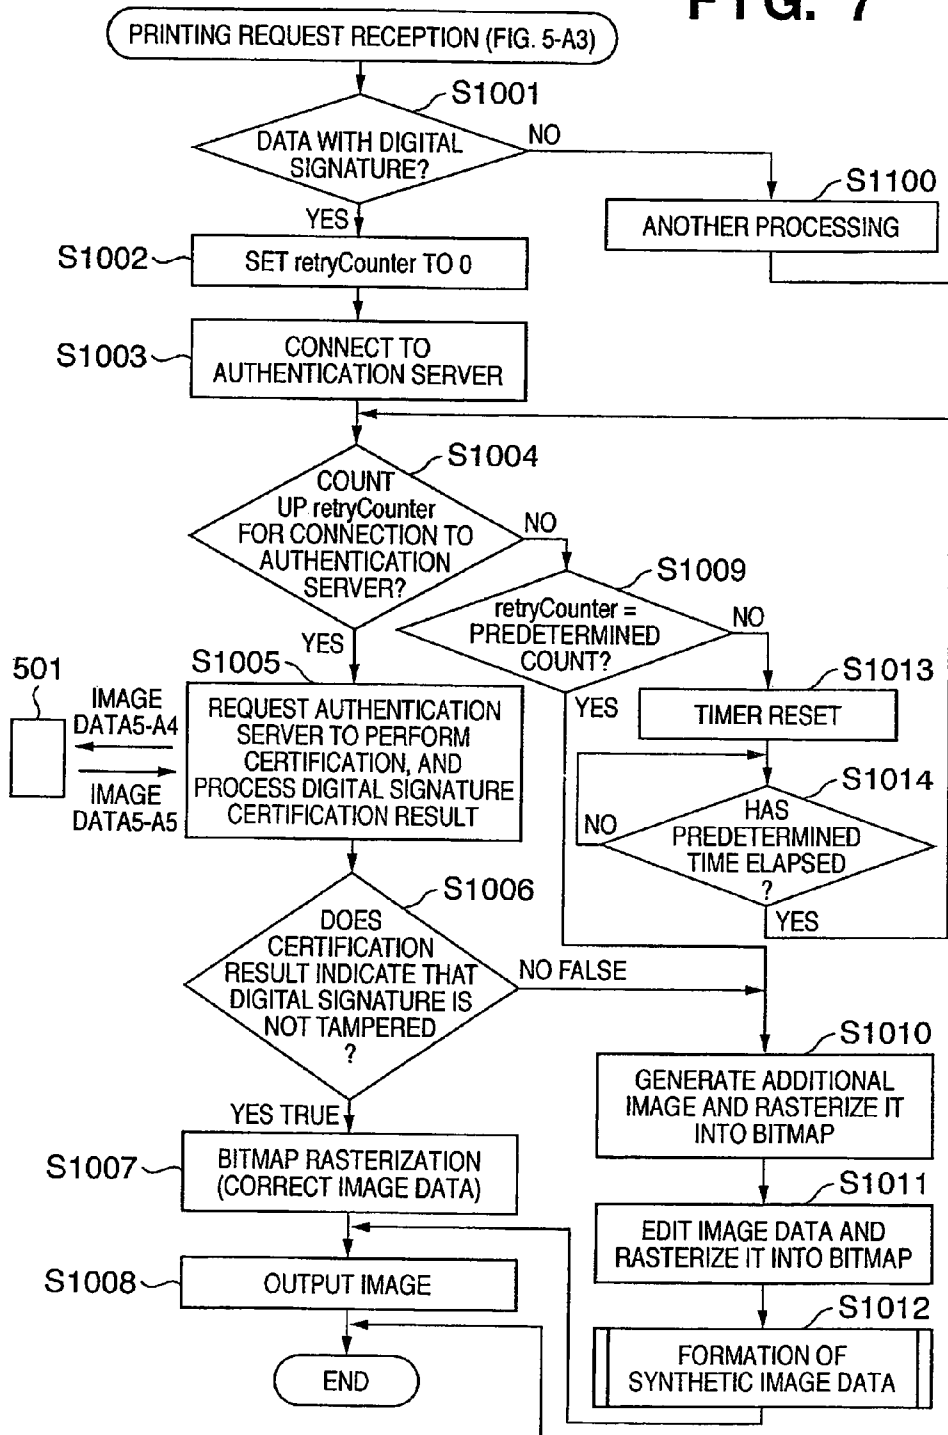 FIG. 7
PRINTING REQUEST RECEPTION (FIG. 5-A3)
S1001
DATA WITH DIGITAL
SIGNATURE?
NO
YES
S1100
ANOTHER PROCESSING
S1002
SET retryCounter TO 0
S1003
CONNECT TO
AUTHENTICATION SERVER
S1004
COUNT
UP retryCounter
FOR CONNECTION TO
AUTHENTICATION
SERVER?
NO
YES
S1009
retryCounter =
PREDETERMINED
COUNT?
NO
YES
S1013
TIMER RESET
S1014
HAS
PREDETERMINED
TIME ELAPSED
?
NO
YES
501
IMAGE
DATA5-A4
IMAGE
DATA5-A5
S1005
REQUEST AUTHENTICATION
SERVER TO PERFORM
CERTIFICATION, AND
PROCESS DIGITAL SIGNATURE
CERTIFICATION RESULT
S1006
DOES
CERTIFICATION
RESULT INDICATE THAT
DIGITAL SIGNATURE IS
NOT TAMPERED
?
NO FALSE
YES TRUE
S1007
BITMAP RASTERIZATION
(CORRECT IMAGE DATA)
S1008
OUTPUT IMAGE
END
S1010
GENERATE ADDITIONAL
IMAGE AND RASTERIZE IT
INTO BITMAP
S1011
EDIT IMAGE DATA AND
RASTERIZE IT INTO BITMAP
S1012
FORMATION OF
SYNTHETIC IMAGE DATA